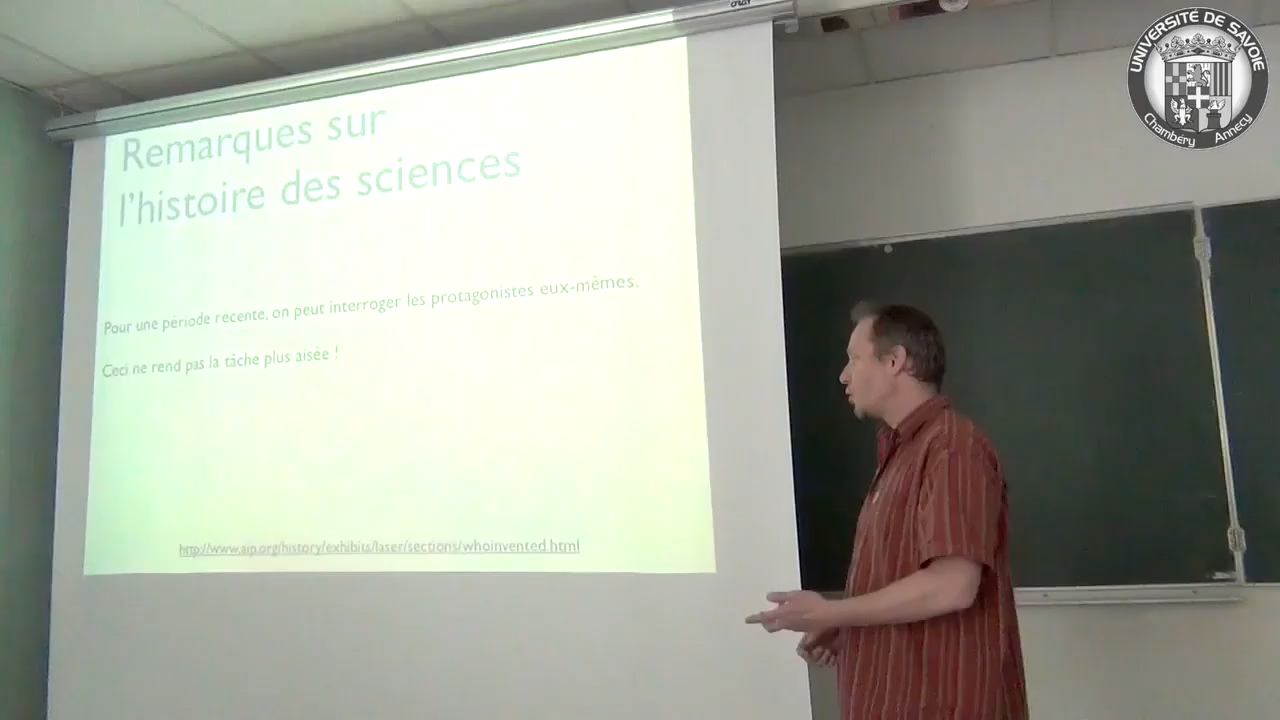 Remarques sur
l'histoire des sciences
Pour une période recente, on peut interroger les protagonistes eux-mêmes.
Ceci ne rend pas la tâche plus aisée !
http://www.aip.org/history/exhibits/laser/sections/whoinvented.html
UNIVERSITÉ DE SAVOIE
Chambéry Annecy